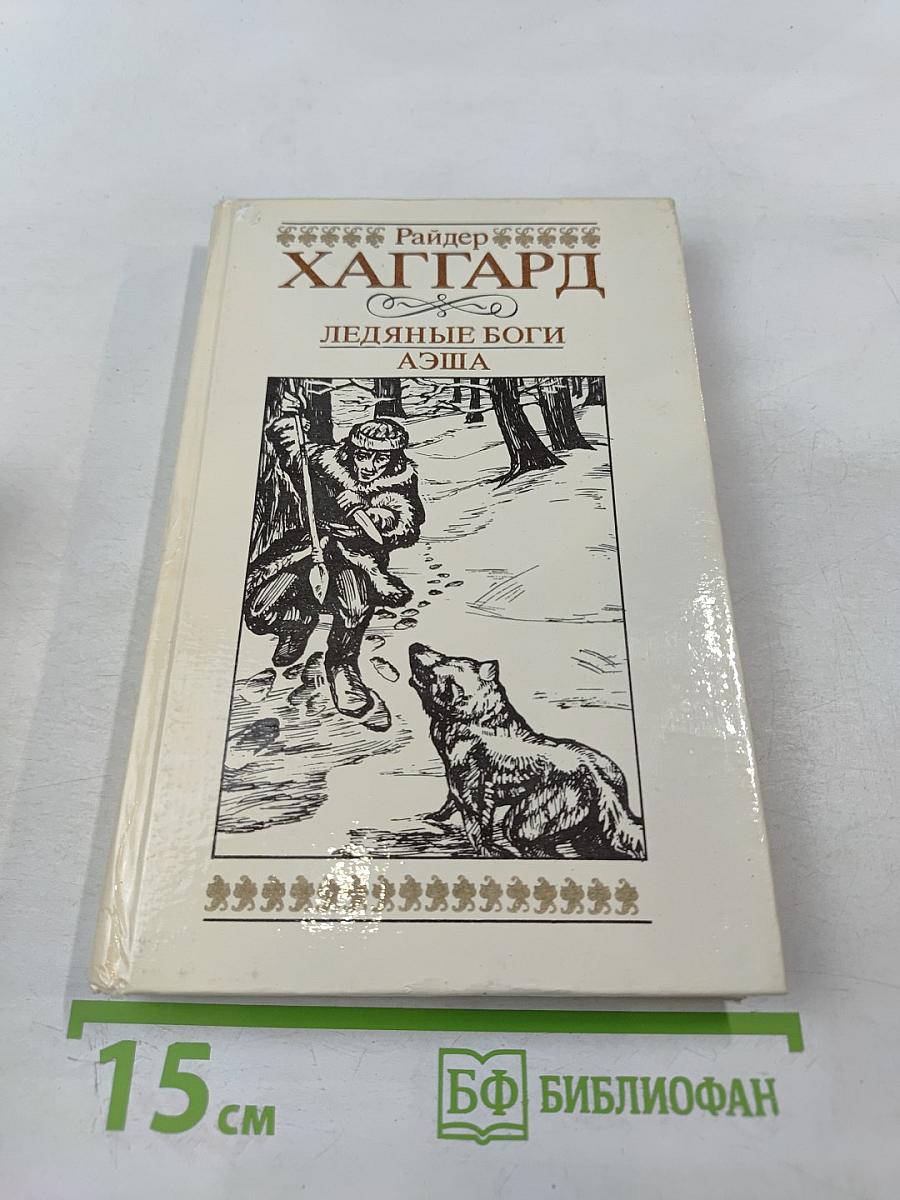 Райдер
ХАГГАРД
ЛЕДЯНЫЕ БОГИ
АЭША
15 см
БФ БИБЛИОФАН